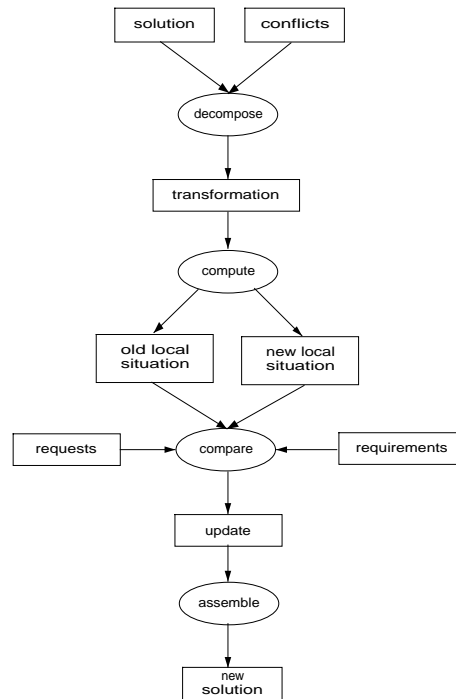 solution
conflicts
decompose
transformation
compute
old local
situation
new local
situation
requests
compare
requirements
update
assemble
new
solution